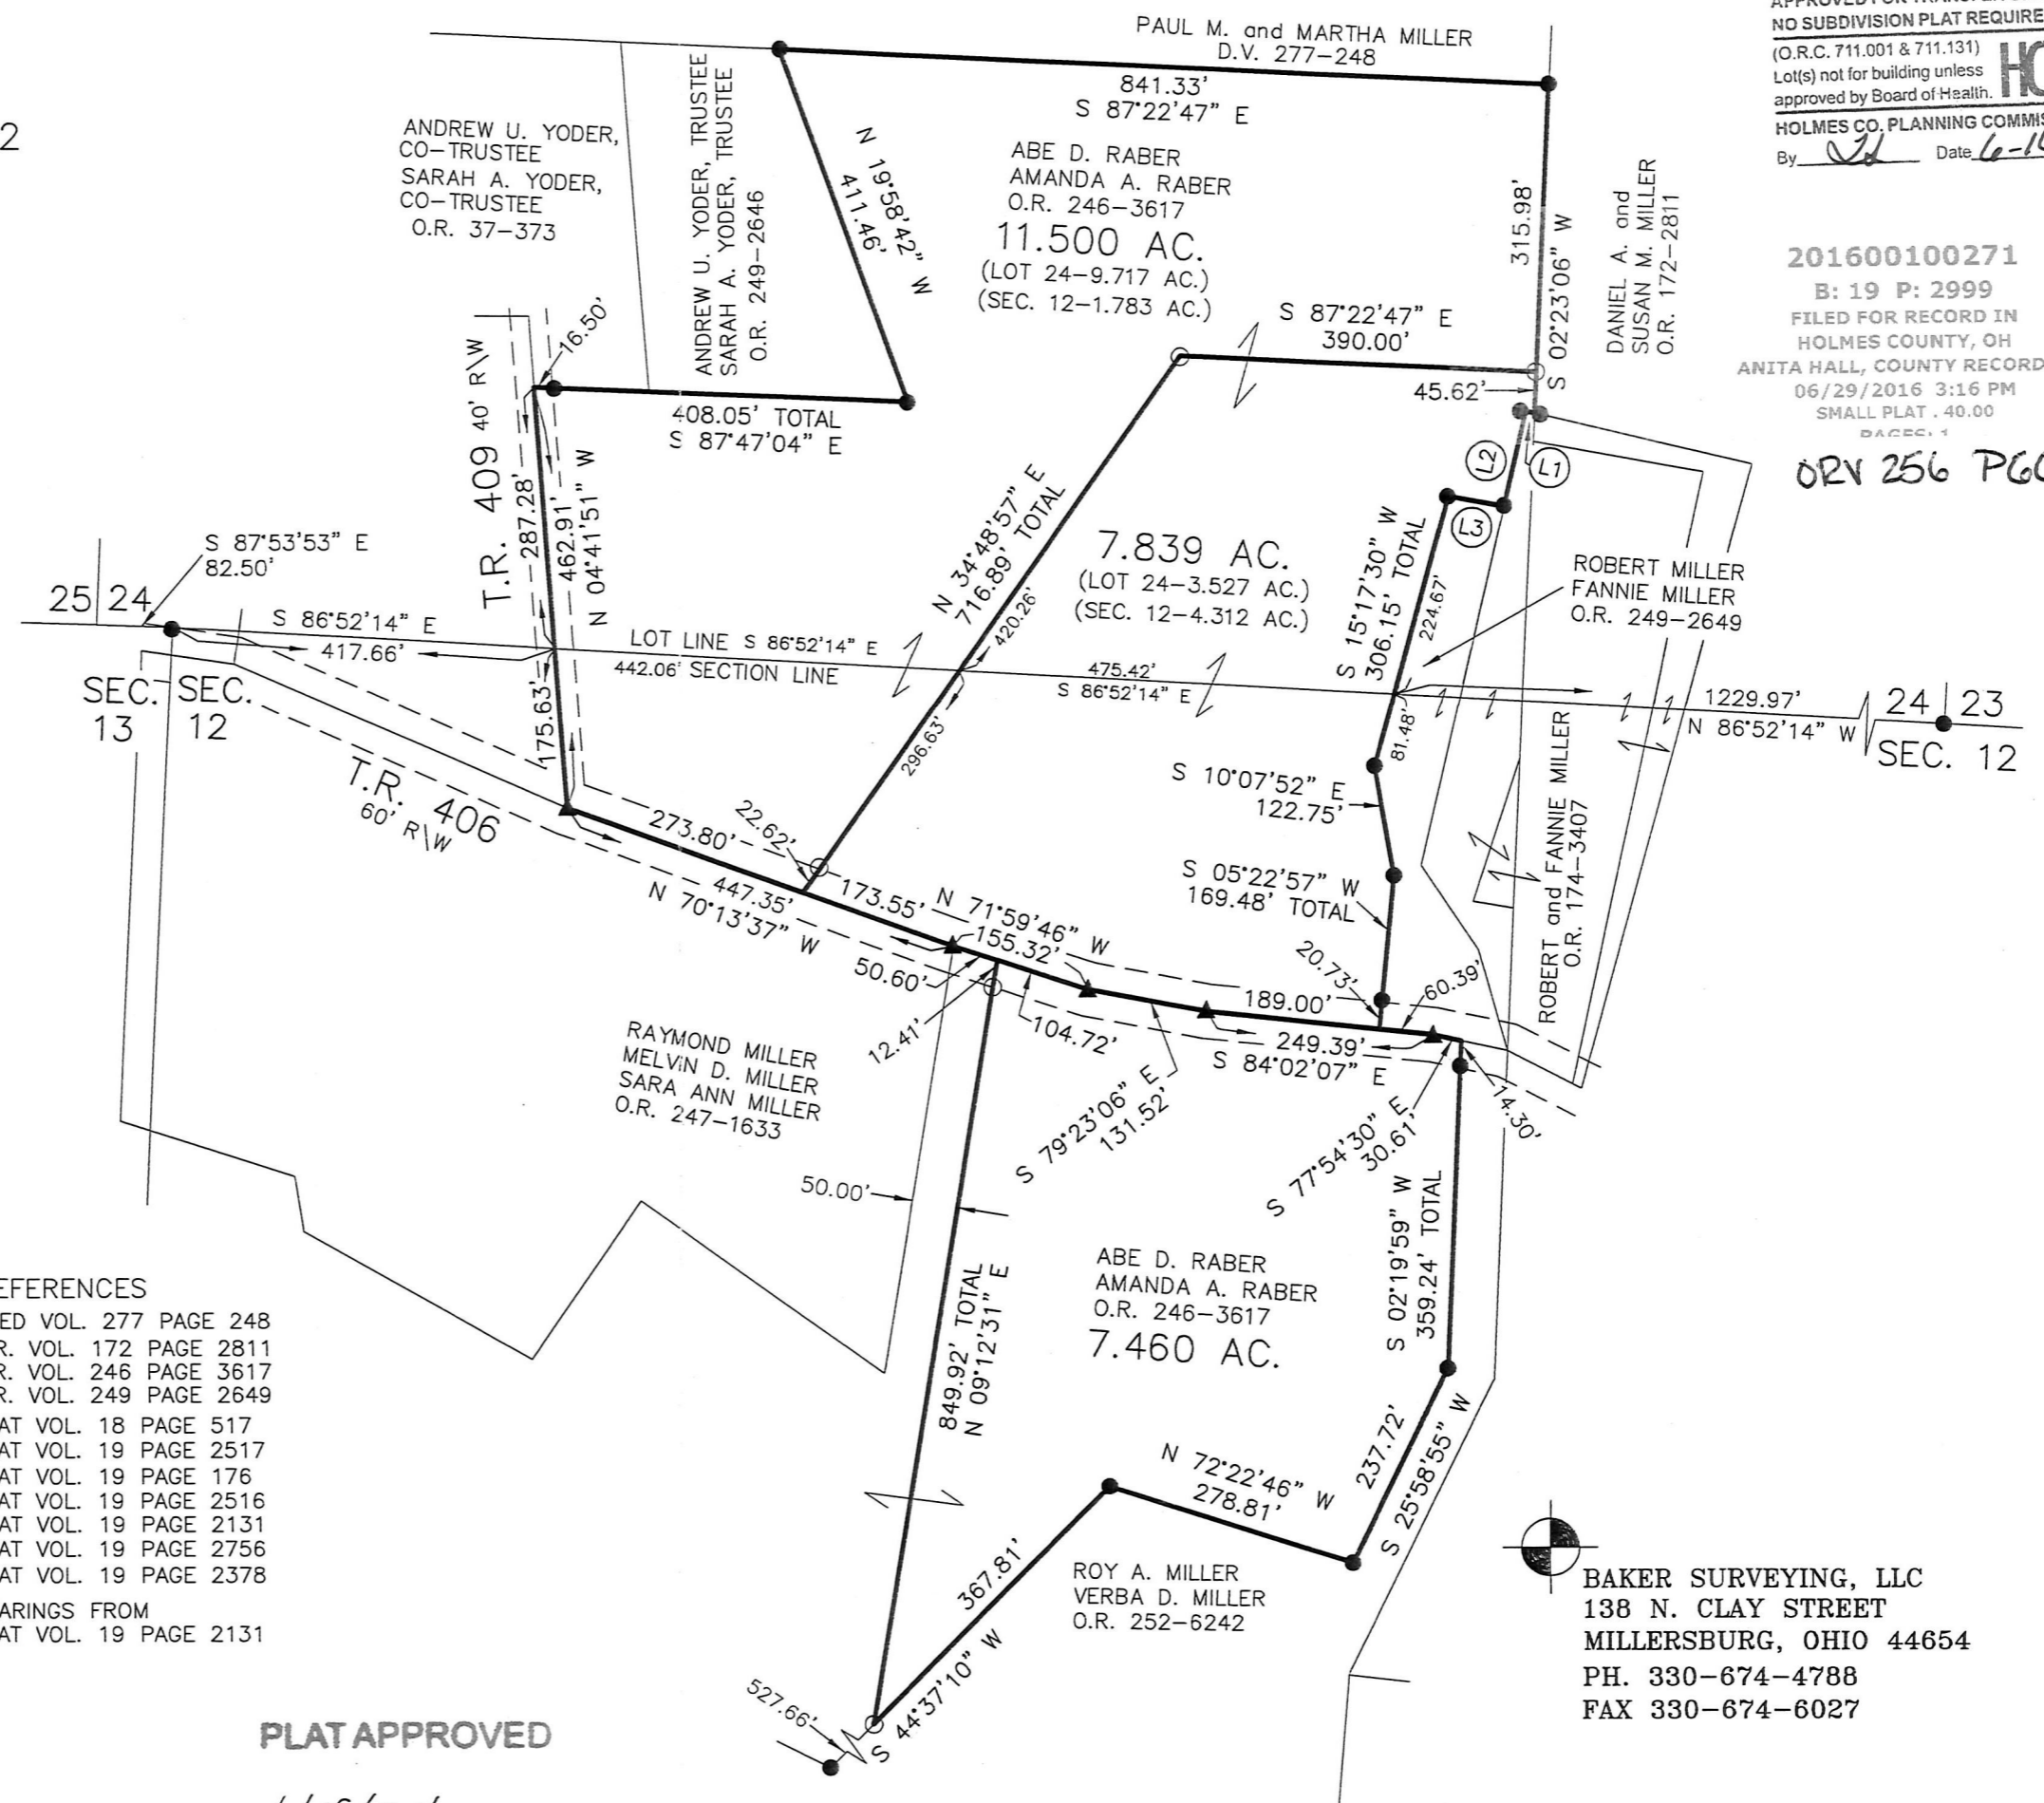 PAUL M. and MARTHA MILLER
D.V. 277-248
841.33'
S 87°22'47" E
NO SUBDIVISION PLAT REQUIRE
(O.R.C. 711.001 & 711.131)
Lot(s) not for building unless
approved by Board of Health.
HOLMES CO. PLANNING COMMIS
By
Date 6-1
2
ANDREW U. YODER,
CO-TRUSTEE
SARAH A. YODER,
CO-TRUSTEE
O.R. 37-373
ANDREW U. YODER, TRUSTEE
SARAH A. YODER, TRUSTEE
O.R. 249-2646
N 19°58'42" W
411.46'
ABE D. RABER
AMANDA A. RABER
O.R. 246-3617
11.500 AC.
(LOT 24-9.717 AC.)
(SEC. 12-1.783 AC.)
315.98'
S 02°23'06" W
DANIEL A. and
SUSAN M. MILLER
O.R. 172-2811
201600100271
B: 19 P: 2999
FILED FOR RECORD IN
HOLMES COUNTY, OH
ANITA HALL, COUNTY RECORD
06/29/2016 3:16 PM
SMALL PLAT . 40.00
PAGES: 1
ORV 256 PG
S 87°22'47" E
390.00'
45.62'
16.50'
408.05' TOTAL
S 87°47'04" E
T.R. 409 40' R\W
287.28'
462.91'
N 04°41'51" W
L2
L1
L3
N 34°48'57" E
716.89' TOTAL
420.26'
7.839 AC.
(LOT 24-3.527 AC.)
(SEC. 12-4.312 AC.)
S 15°17'30" W
306.15' TOTAL
224.67'
ROBERT MILLER
FANNIE MILLER
O.R. 249-2649
S 87°53'53" E
82.50'
25 24
S 86°52'14" E
417.66'
LOT LINE S 86°52'14" E
442.06' SECTION LINE
475.42'
S 86°52'14" E
1229.97'
N 86°52'14" W
24 23
SEC. 12
SEC. SEC.
13 12
175.63'
296.63'
81.48'
T.R. 406
60' R\W
S 10°07'52" E
122.75'
S 05°22'57" W
169.48' TOTAL
ROBERT and FANNIE MILLER
O.R. 174-3407
273.80'
22.62'
447.35'
N 70°13'37" W
173.55'
N 71°59'46" W
155.32'
50.60'
12.41'
104.72'
20.73'
60.39'
189.00'
249.39'
S 84°02'07" E
RAYMOND MILLER
MELVIN D. MILLER
SARA ANN MILLER
O.R. 247-1633
S 79°23'06" E
131.52'
S 77°54'30" E
30.61'
14.30'
50.00'
S 02°19'59" W
359.24' TOTAL
849.92' TOTAL
N 09°12'31" E
ABE D. RABER
AMANDA A. RABER
O.R. 246-3617
7.460 AC.
EFERENCES
ED VOL. 277 PAGE 248
R. VOL. 172 PAGE 2811
R. VOL. 246 PAGE 3617
R. VOL. 249 PAGE 2649
AT VOL. 18 PAGE 517
AT VOL. 19 PAGE 2517
AT VOL. 19 PAGE 176
AT VOL. 19 PAGE 2516
AT VOL. 19 PAGE 2131
AT VOL. 19 PAGE 2756
AT VOL. 19 PAGE 2378
ARINGS FROM
AT VOL. 19 PAGE 2131
N 72°22'46" W
278.81'
237.72'
S 25°58'55" W
367.81'
S 44°37'10" W
527.66'
ROY A. MILLER
VERBA D. MILLER
O.R. 252-6242
BAKER SURVEYING, LLC
138 N. CLAY STREET
MILLERSBURG, OHIO 44654
PH. 330-674-4788
FAX 330-674-6027
PLAT APPROVED